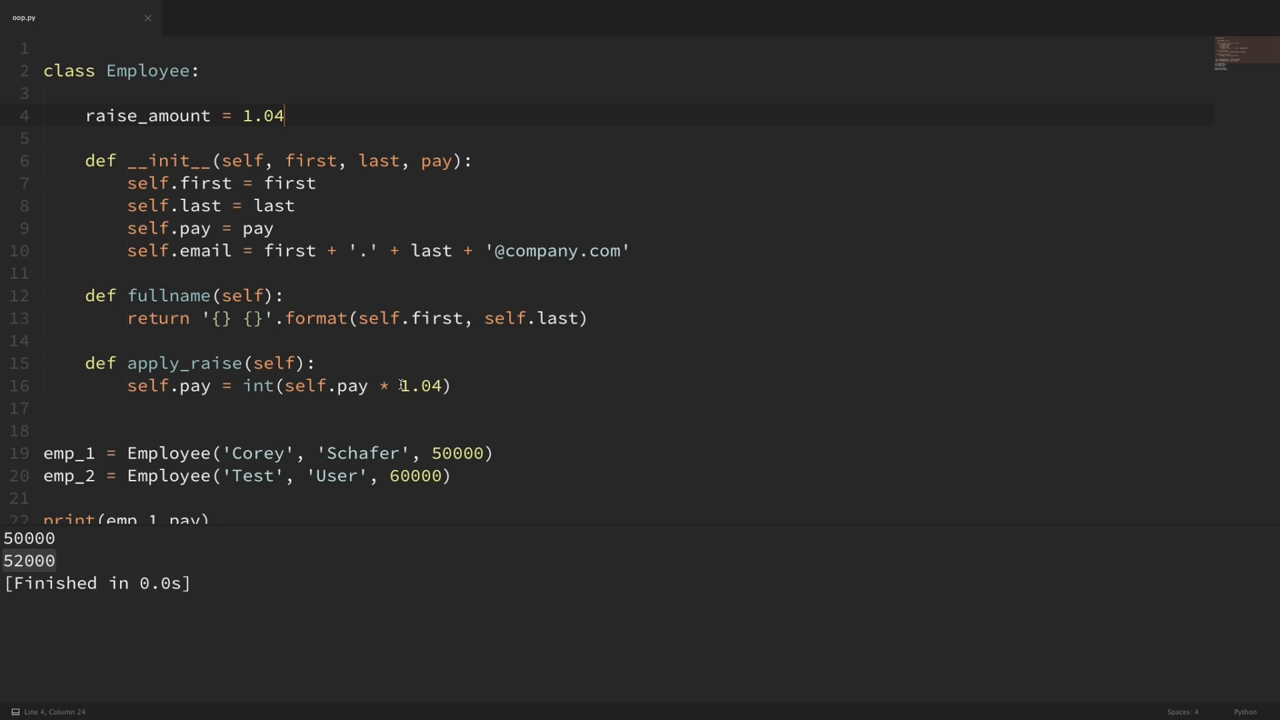 oop.py
1
2 class Employee:
3
4     raise_amount = 1.04
5
6     def __init__(self, first, last, pay):
7         self.first = first
8         self.last = last
9         self.pay = pay
10         self.email = first + '.' + last + '@company.com'
11
12     def fullname(self):
13         return '{} {}'.format(self.first, self.last)
14
15     def apply_raise(self):
16         self.pay = int(self.pay * 1.04)
17
18
19 emp_1 = Employee('Corey', 'Schafer', 50000)
20 emp_2 = Employee('Test', 'User', 60000)
21
22 print(emp_1.pay)
50000
52000
[Finished in 0.0s]
Line 4, Column 24
Spaces: 4
Python